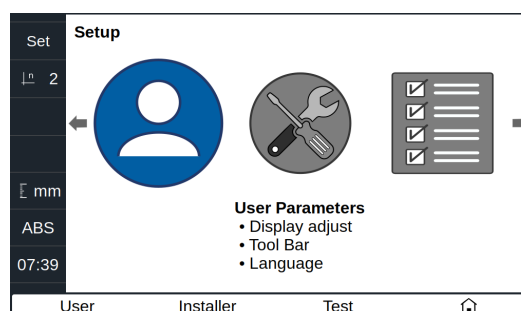 Set
Setup
n 2
mm
ABS
07:39
User Parameters
• Display adjust
• Tool Bar
• Language
User Installer Test